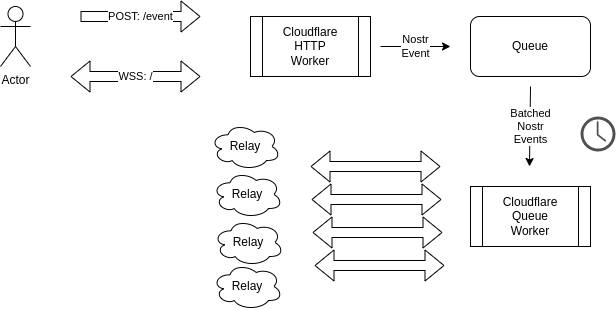 POST: /event
WSS: /
Actor
Cloudflare
HTTP
Worker
Nostr
Event
Queue
Batched
Nostr
Events
Relay
Relay
Relay
Relay
Cloudflare
Queue
Worker